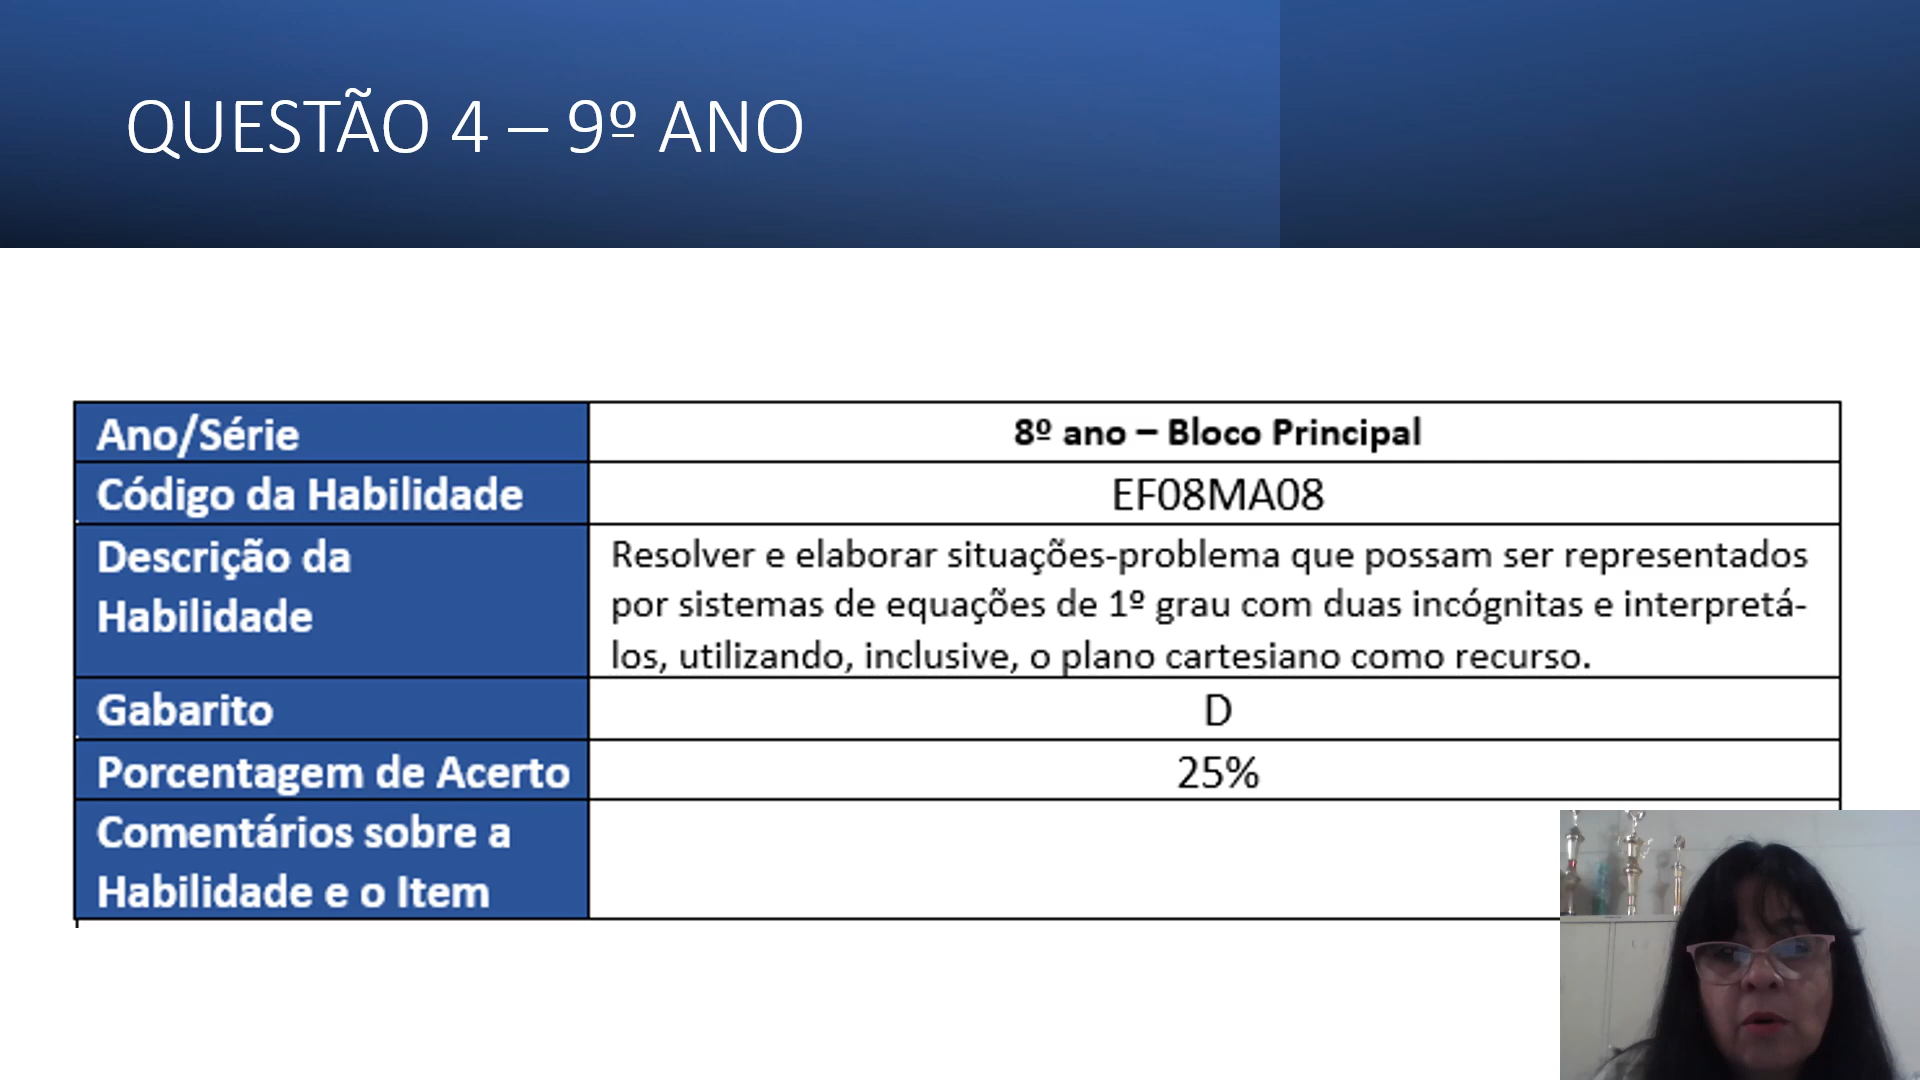 QUESTÃO 4 – 9º ANO
Ano/Série
8º ano – Bloco Principal
Código da Habilidade
EF08MA08
Descrição da
Habilidade
Resolver e elaborar situações-problema que possam ser representados
por sistemas de equações de 1º grau com duas incógnitas e interpretá-
los, utilizando, inclusive, o plano cartesiano como recurso.
Gabarito
D
Porcentagem de Acerto
25%
Comentários sobre a
Habilidade e o Item